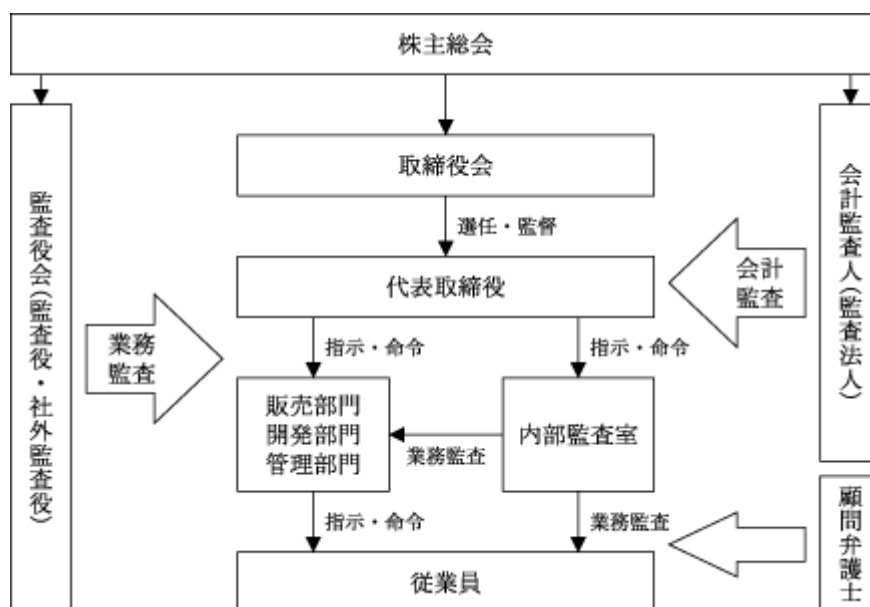 株主総会
取締役会
選任・監督
代表取締役
監査役会(監査役・社外監査役)
業務
監査
会計
監査
会計監査人(監査法人)
指示・命令
指示・命令
販売部門
開発部門
管理部門
業務監査
内部監査室
指示・命令
業務監査
従業員
顧問弁護士